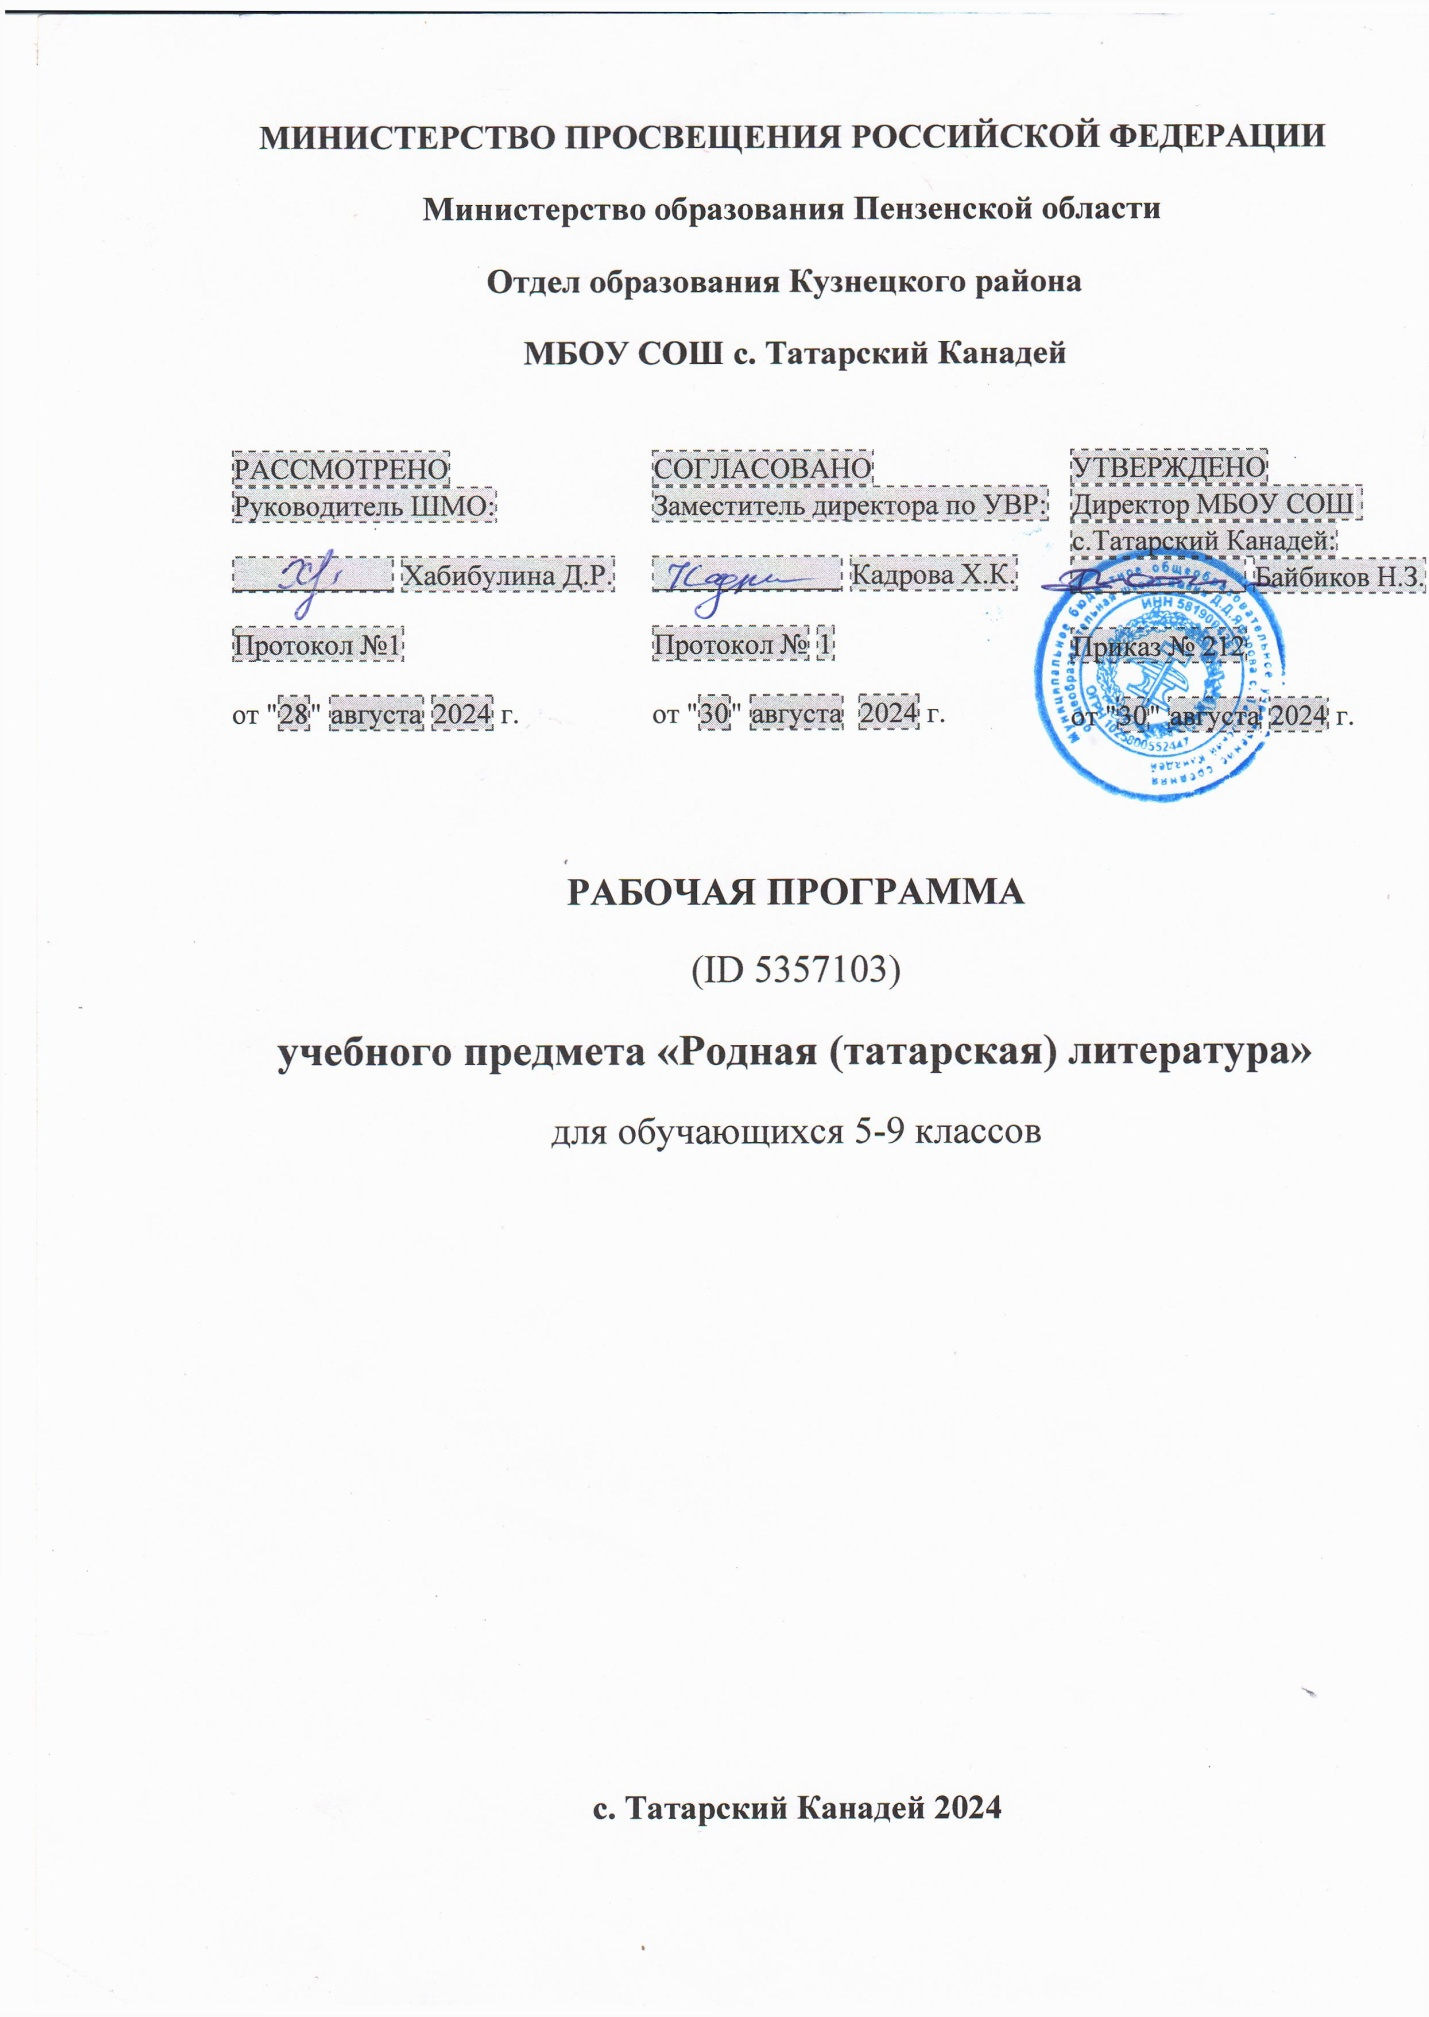 МИНИСТЕРСТВО ПРОСВЕЩЕНИЯ РОССИЙСКОЙ ФЕДЕРАЦИИ
Министерство образования Пензенской области
Отдел образования Кузнецкого района
МБОУ СОШ с. Татарский Канадей
РАССМОТРЕНО
Руководитель ШМО:
Хабибулина Д.Р.
Протокол №1
от "28" августа 2024 г.
СОГЛАСОВАНО
Заместитель директора по УВР:
Кадрова Х.К.
Протокол № 1
от "30" августа 2024 г.
УТВЕРЖДЕНО
Директор МБОУ СОШ
с.Татарский Канадей:
Байбиков Н.З.
Приказ № 212
от "30" августа 2024 г.
ОГРН 1025800552447
РАБОЧАЯ ПРОГРАММА
(ID 5357103)
учебного предмета «Родная (татарская) литература»
для обучающихся 5-9 классов
с. Татарский Канадей 2024